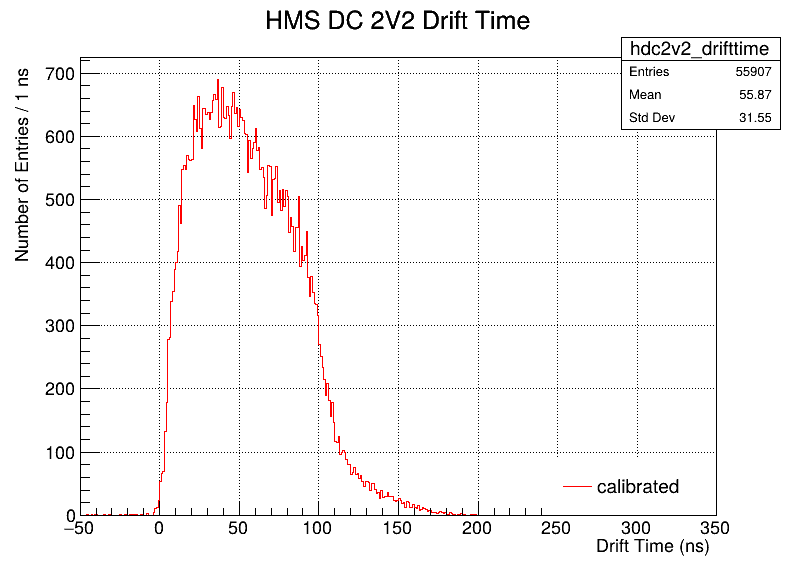 HMS DC 2V2 Drift Time
hdc2v2_drifttime
Entries 55907
Mean 55.87
Std Dev 31.55
Number of Entries / 1 ns
700
600
500
400
300
200
100
0
−50 0 50 100 150 200 250 300 350
calibrated
Drift Time (ns)